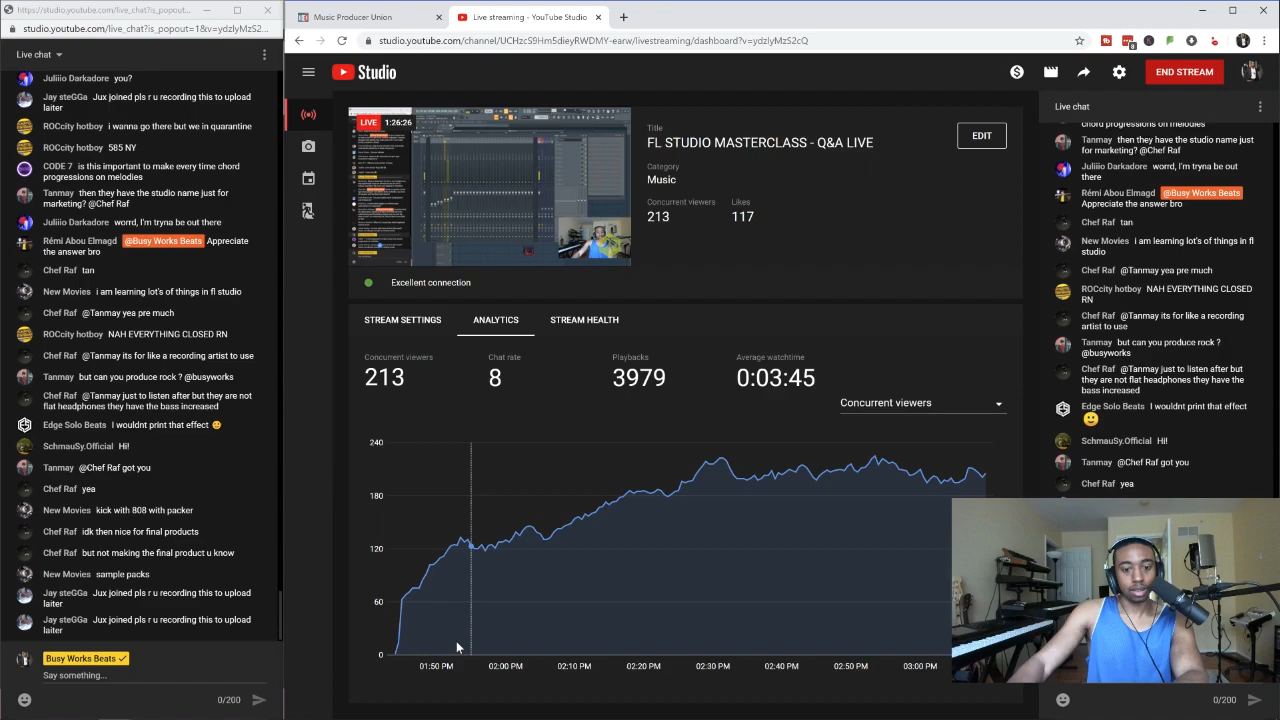 https://studio.youtube.com/live_chat?is_popout...
studio.youtube.com/live_chat?is_popout=1&v=ydzlyMzS2...
Live chat
Juliiio Darkadore you?
Jay steGGa Jux joined pls r u recording this to upload
laiter
ROCcity hotboy i wanna go there but we in quarantine
ROCcity hotboy 585 NY
CODE 7 is it important to make every time chord
progressions on melodies
Tanmay then they have the studio name just for
marketing? @Chef Raf
Juliiio Darkadore word, I'm tryna be out there
Rémi Abou Elmagd @Busy Works Beats Appreciate
the answer bro
Chef Raf tan
New Movies i am learning lot's of things in fl studio
Chef Raf @Tanmay yea pre much
ROCcity hotboy NAH EVERYTHING CLOSED RN
Chef Raf @Tanmay its for like a recording artist to use
Tanmay but can you produce rock ? @busyworks
Chef Raf @Tanmay just to listen after but they are not
flat headphones they have the bass increased
Edge Solo Beats I wouldnt print that effect
SchmauSy.Official Hi!
Tanmay @Chef Raf got you
Chef Raf yea
New Movies kick with 808 with packer
Chef Raf idk then nice for final products
Chef Raf but not making the final product u know
New Movies sample packs
Jay steGGa Jux joined pls r u recording this to upload
laiter
Jay steGGa Jux joined pls r u recording this to upload
laiter
Busy Works Beats
Say something...
0/200
Music Producer Union
Live streaming - YouTube Studio
studio.youtube.com/channel/UCHzcS9Hm5dieyRWDMY-earw/livestreaming/dashboard?v=ydzlyMzS2cQ
Studio
END STREAM
LIVE 1:26:26
Title
FL STUDIO MASTERCLASS - Q&A LIVE
Category
Music
Concurrent viewers Likes
213 117
EDIT
Excellent connection
STREAM SETTINGS ANALYTICS STREAM HEALTH
Concurrent viewers Chat rate Playbacks Average watchtime
213 8 3979 0:03:45
Concurrent viewers
240
180
120
60
0
01:50 PM 02:00 PM 02:10 PM 02:20 PM 02:30 PM 02:40 PM 02:50 PM 03:00 PM
Live chat
chord progressions on melodies
Tanmay then they have the studio name just
for marketing? @Chef Raf
Juliiio Darkadore word, I'm tryna be out
there
Rémi Abou Elmagd @Busy Works Beats
Appreciate the answer bro
Chef Raf tan
New Movies i am learning lot's of things in fl
studio
Chef Raf @Tanmay yea pre much
ROCcity hotboy NAH EVERYTHING CLOSED
RN
Chef Raf @Tanmay its for like a recording
artist to use
Tanmay but can you produce rock ?
@busyworks
Chef Raf @Tanmay just to listen after but
they are not flat headphones they have the
bass increased
Edge Solo Beats I wouldnt print that effect
SchmauSy.Official Hi!
Tanmay @Chef Raf got you
Chef Raf yea
0/200